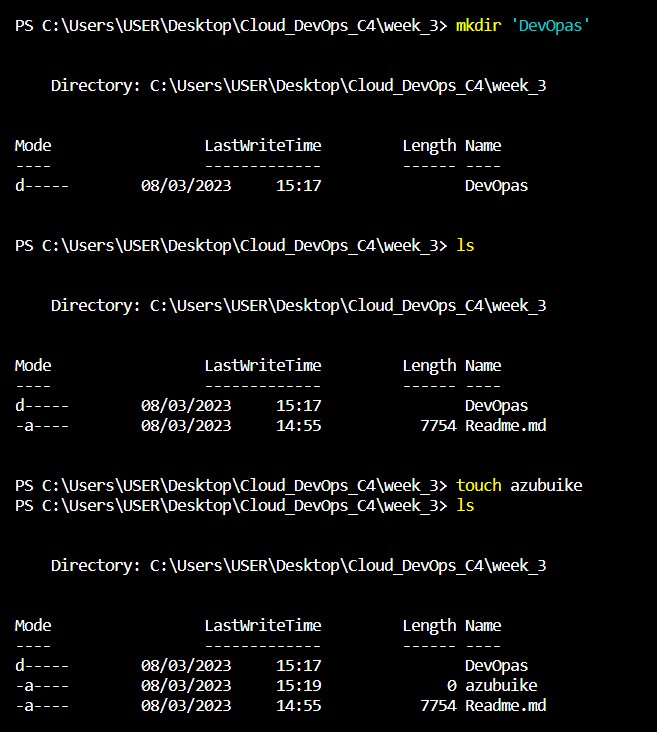 PS C:\Users\USER\Desktop\Cloud_DevOps_C4\week_3> mkdir 'DevOpas'
Directory: C:\Users\USER\Desktop\Cloud_DevOps_C4\week_3
Mode LastWriteTime Length Name
---- ------------- ------ ----
d----- 08/03/2023 15:17 DevOpas
PS C:\Users\USER\Desktop\Cloud_DevOps_C4\week_3> ls
Directory: C:\Users\USER\Desktop\Cloud_DevOps_C4\week_3
Mode LastWriteTime Length Name
---- ------------- ------ ----
d----- 08/03/2023 15:17 DevOpas
-a---- 08/03/2023 14:55 7754 Readme.md
PS C:\Users\USER\Desktop\Cloud_DevOps_C4\week_3> touch azubuike
PS C:\Users\USER\Desktop\Cloud_DevOps_C4\week_3> ls
Directory: C:\Users\USER\Desktop\Cloud_DevOps_C4\week_3
Mode LastWriteTime Length Name
---- ------------- ------ ----
d----- 08/03/2023 15:17 DevOpas
-a---- 08/03/2023 15:19 0 azubuike
-a---- 08/03/2023 14:55 7754 Readme.md